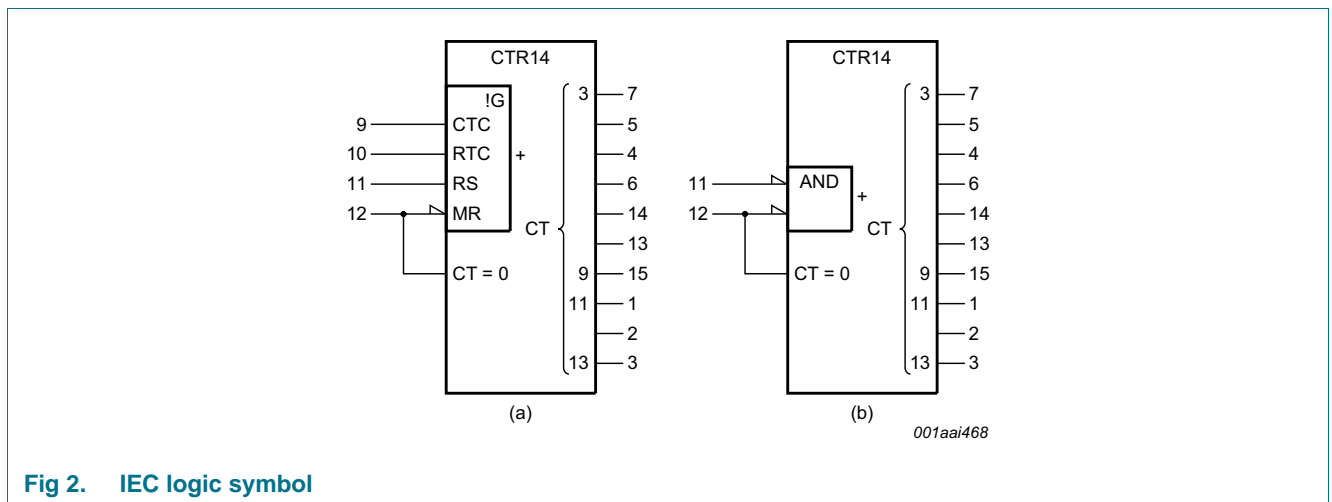 CTR14
!G
9 CTC
10 RTC +
11 RS
12 MR
CT = 0
CT
3 7
5
4
6
14
13
9 15
11 1
2
13 3
(a)
CTR14
11 AND
12 +
CT = 0
CT
3 7
5
4
6
14
13
9 15
11 1
2
13 3
(b)
001aai468
Fig 2. IEC logic symbol